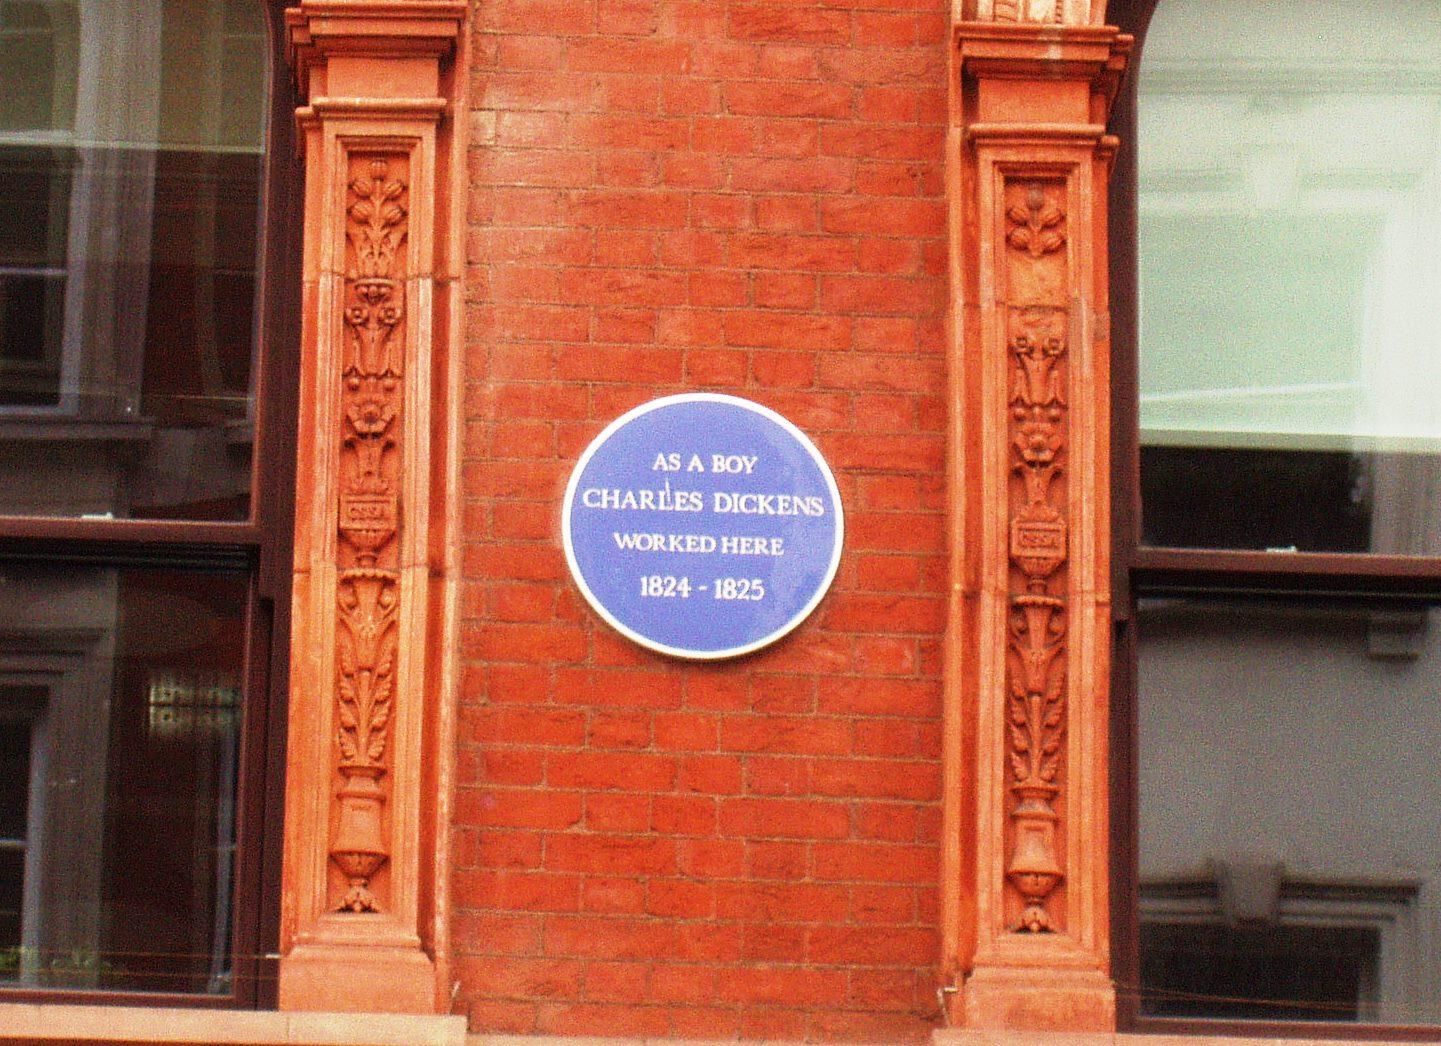 AS A BOY
CHARLES DICKENS
WORKED HERE
1824 - 1825